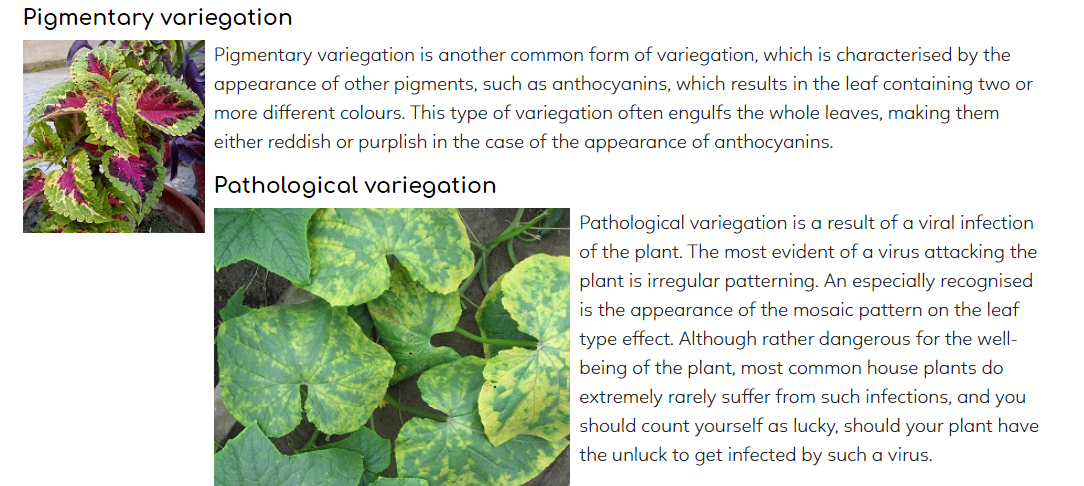 Pigmentary variegation
Pigmentary variegation is another common form of variegation, which is characterised by the
appearance of other pigments, such as anthocyanins, which results in the leaf containing two or
more different colours. This type of variegation often engulfs the whole leaves, making them
either reddish or purplish in the case of the appearance of anthocyanins.
Pathological variegation
Pathological variegation is a result of a viral infection
of the plant. The most evident of a virus attacking the
plant is irregular patterning. An especially recognised
is the appearance of the mosaic pattern on the leaf
type effect. Although rather dangerous for the well-
being of the plant, most common house plants do
extremely rarely suffer from such infections, and you
should count yourself as lucky, should your plant have
the unluck to get infected by such a virus.